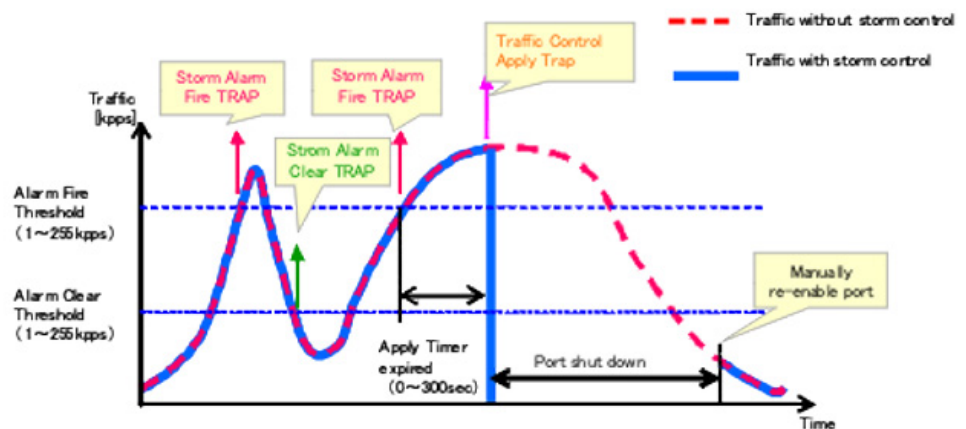 Traffic without storm control
Traffic with storm control
Traffic Control
Apply Trap
Storm Alarm
Fire TRAP
Storm Alarm
Fire TRAP
Traffic
[kpps]
Strom Alarm
Clear TRAP
Alarm Fire
Threshold
(1～255kpps)
Alarm Clear
Threshold
(1～255kpps)
Manually
re-enable port
Apply Timer
expired
(0～300sec)
Port shut down
Time